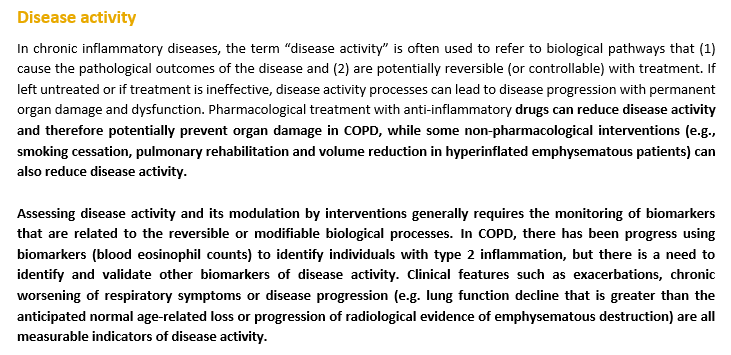 Disease activity
In chronic inflammatory diseases, the term “disease activity” is often used to refer to biological pathways that (1)
cause the pathological outcomes of the disease and (2) are potentially reversible (or controllable) with treatment. If
left untreated or if treatment is ineffective, disease activity processes can lead to disease progression with permanent
organ damage and dysfunction. Pharmacological treatment with anti-inflammatory drugs can reduce disease activity
and therefore potentially prevent organ damage in COPD, while some non-pharmacological interventions (e.g.,
smoking cessation, pulmonary rehabilitation and volume reduction in hyperinflated emphysematous patients) can
also reduce disease activity.
Assessing disease activity and its modulation by interventions generally requires the monitoring of biomarkers
that are related to the reversible or modifiable biological processes. In COPD, there has been progress using
biomarkers (blood eosinophil counts) to identify individuals with type 2 inflammation, but there is a need to
identify and validate other biomarkers of disease activity. Clinical features such as exacerbations, chronic
worsening of respiratory symptoms or disease progression (e.g. lung function decline that is greater than the
anticipated normal age-related loss or progression of radiological evidence of emphysematous destruction) are all
measurable indicators of disease activity.